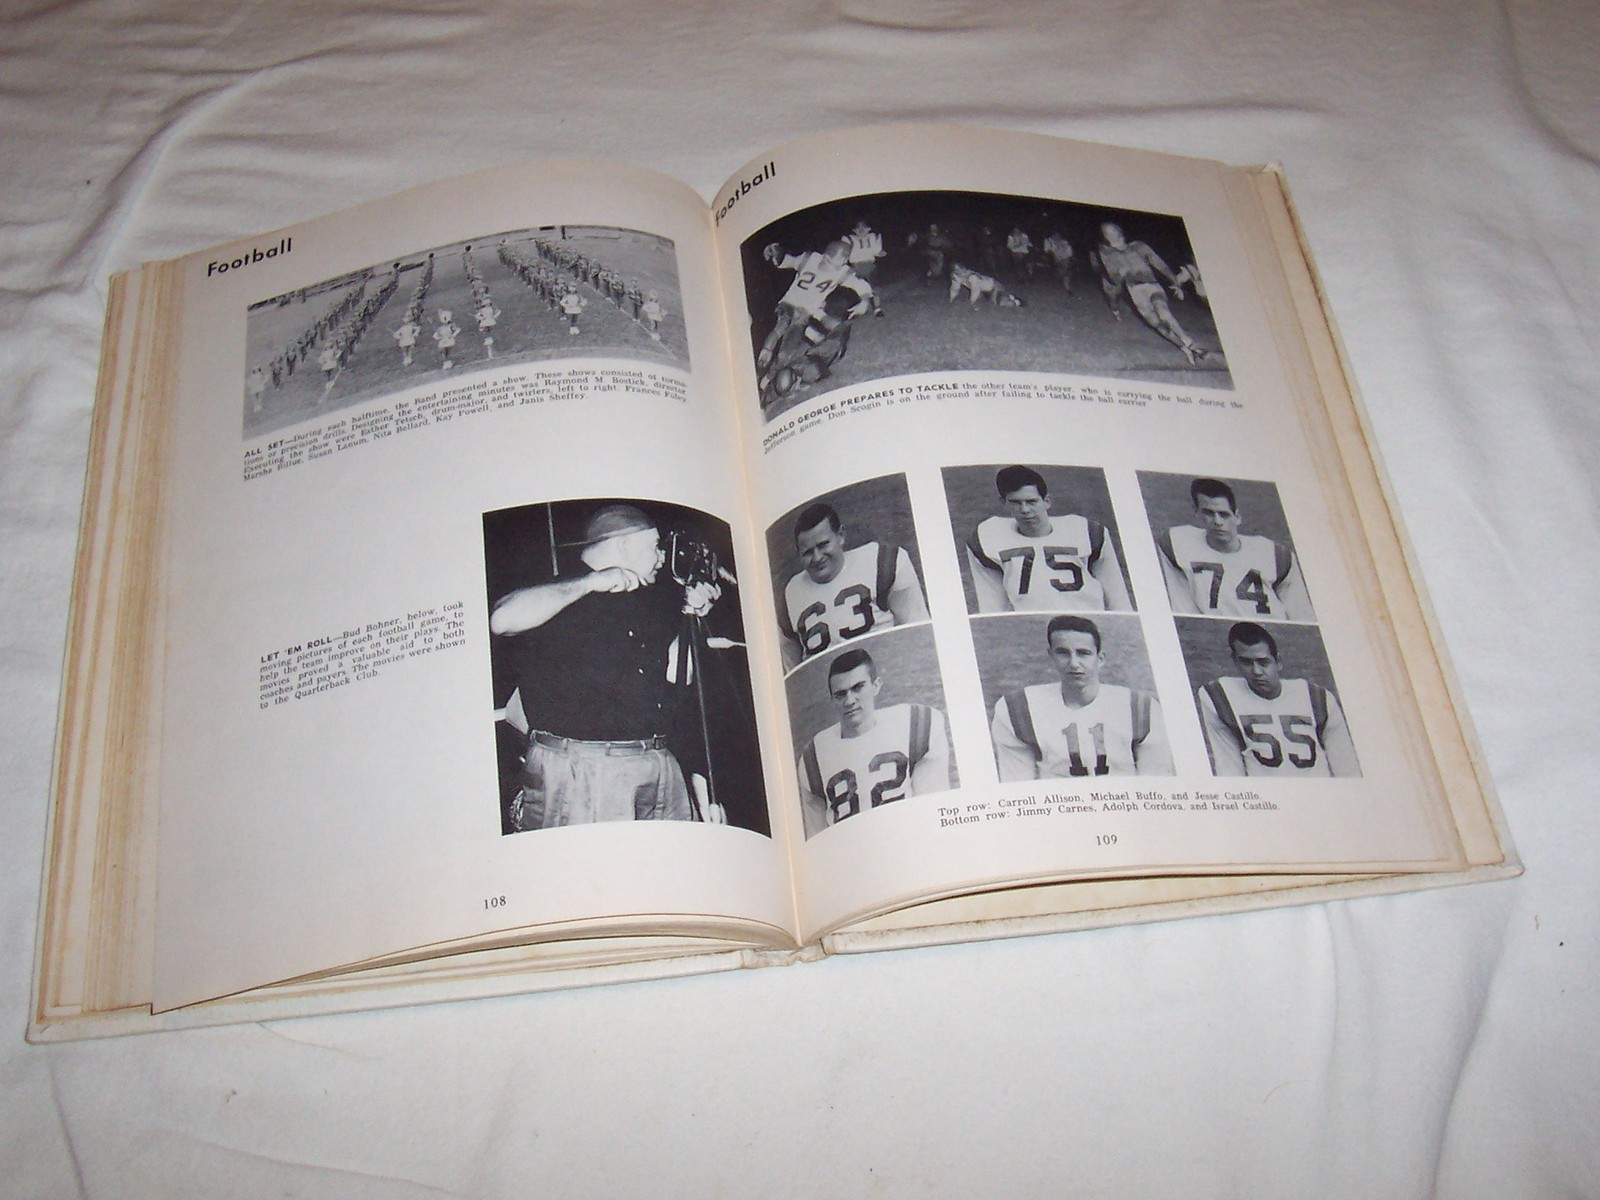 Football
ALL SET—During each halftime, the Band presented a show. These shows consisted of forma-
tions or precision drills. Designing the entertaining minutes was Raymond M. Bostick, director
Executing the show were Esther Tetsch, drum-major, and twirlers, left to right. Frances Fuley,
Marsha Billue, Susan Lanum, Nita Bollard, Kay Powell, and Janis Sheffey.
LET 'EM ROLL—Bud Bohner, below, took
moving pictures of each football game, to
help the team improve on their plays. The
movies proved a valuable aid to both
coaches and payers. The movies were shown
to the Quarterback Club.
108
Football
24
11
DONALD GEORGE PREPARES TO TACKLE the other team's player, who is carrying the ball during the
Jefferson game. Don Scogin is on the ground after failing to tackle the ball carrier
63
75
74
82
11
55
Top row: Carroll Allison, Michael Buffo, and Jesse Castillo.
Bottom row: Jimmy Carnes, Adolph Cordova, and Israel Castillo.
109